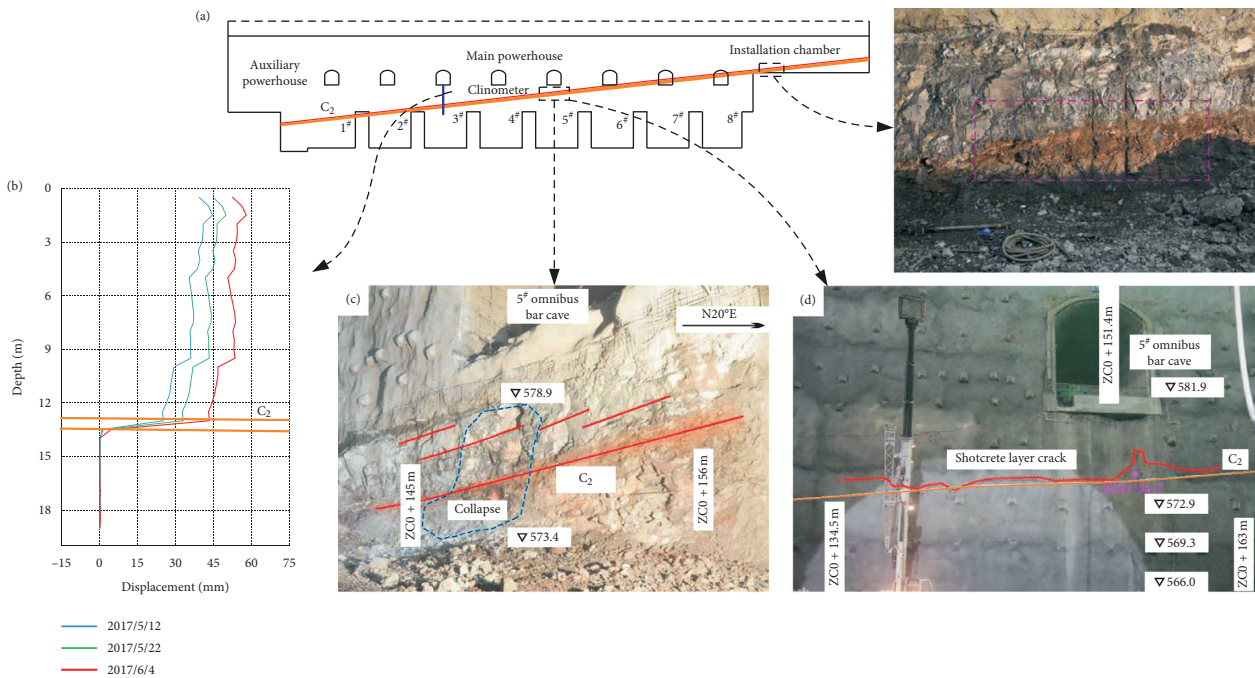 (a)
Auxiliary
powerhouse
Main powerhouse
Installation chamber
Clinometer
C₂
1#
2#
3#
4#
5#
6#
7#
8#
(b)
0
3
6
9
12
15
18
Depth (m)
C₂
−15
0
15
30
45
60
75
Displacement (mm)
2017/5/12
2017/5/22
2017/6/4
(c)
5# omnibus
bar cave
N20°E
▽ 578.9
ZC0 + 145 m
C₂
ZC0 + 156 m
Collapse
▽ 573.4
(d)
ZC0 + 151.4 m
5# omnibus
bar cave
▽ 581.9
Shotcrete layer crack
C₂
ZC0 + 134.5 m
▽ 572.9
▽ 569.3
▽ 566.0
ZC0 + 163 m